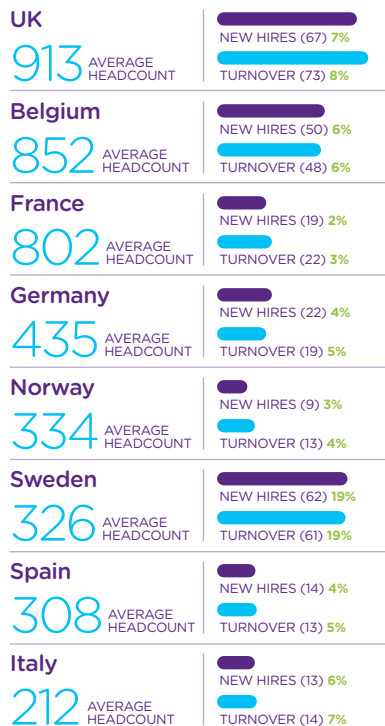 UK
913 AVERAGE HEADCOUNT
NEW HIRES (67) 7%
TURNOVER (73) 8%
Belgium
852 AVERAGE HEADCOUNT
NEW HIRES (50) 6%
TURNOVER (48) 6%
France
802 AVERAGE HEADCOUNT
NEW HIRES (19) 2%
TURNOVER (22) 3%
Germany
435 AVERAGE HEADCOUNT
NEW HIRES (22) 4%
TURNOVER (19) 5%
Norway
334 AVERAGE HEADCOUNT
NEW HIRES (9) 3%
TURNOVER (13) 4%
Sweden
326 AVERAGE HEADCOUNT
NEW HIRES (62) 19%
TURNOVER (61) 19%
Spain
308 AVERAGE HEADCOUNT
NEW HIRES (14) 4%
TURNOVER (13) 5%
Italy
212 AVERAGE HEADCOUNT
NEW HIRES (13) 6%
TURNOVER (14) 7%